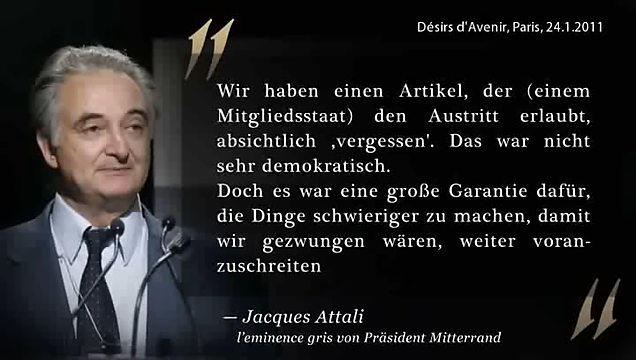 Désirs d'Avenir, Paris, 24.1.2011
Wir haben einen Artikel, der (einem
Mitgliedsstaat) den Austritt erlaubt,
absichtlich ‚vergessen'. Das war nicht
sehr demokratisch.
Doch es war eine große Garantie dafür,
die Dinge schwieriger zu machen, damit
wir gezwungen wären, weiter voran-
zuschreiten
— Jacques Attali
l'eminence gris von Präsident Mitterrand